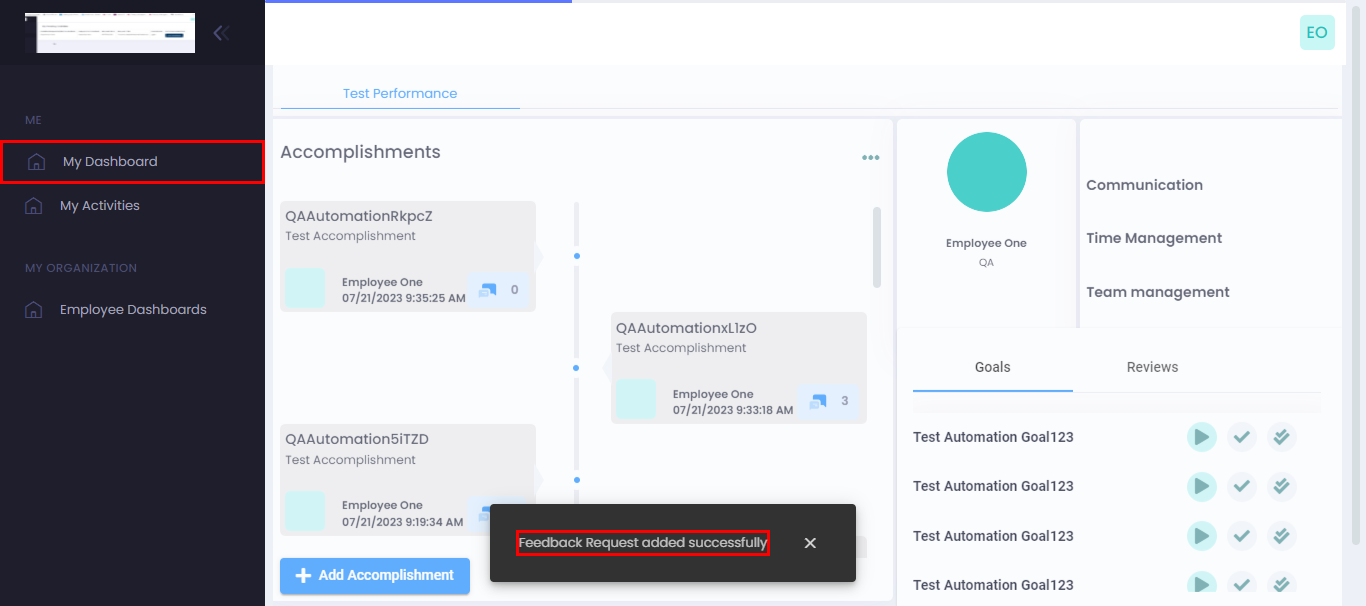 EO
ME
My Dashboard
My Activities
MY ORGANIZATION
Employee Dashboards
Test Performance
Accomplishments
QAAutomationRkpcZ
Test Accomplishment
Employee One
07/21/2023 9:35:25 AM
0
QAAutomationxL1zO
Test Accomplishment
Employee One
07/21/2023 9:33:18 AM
3
QAAutomation5iTZD
Test Accomplishment
Employee One
07/21/2023 9:19:34 AM
Add Accomplishment
Feedback Request added successfully
Employee One
QA
Communication
Time Management
Team management
Goals
Reviews
Test Automation Goal123
Test Automation Goal123
Test Automation Goal123
Test Automation Goal123